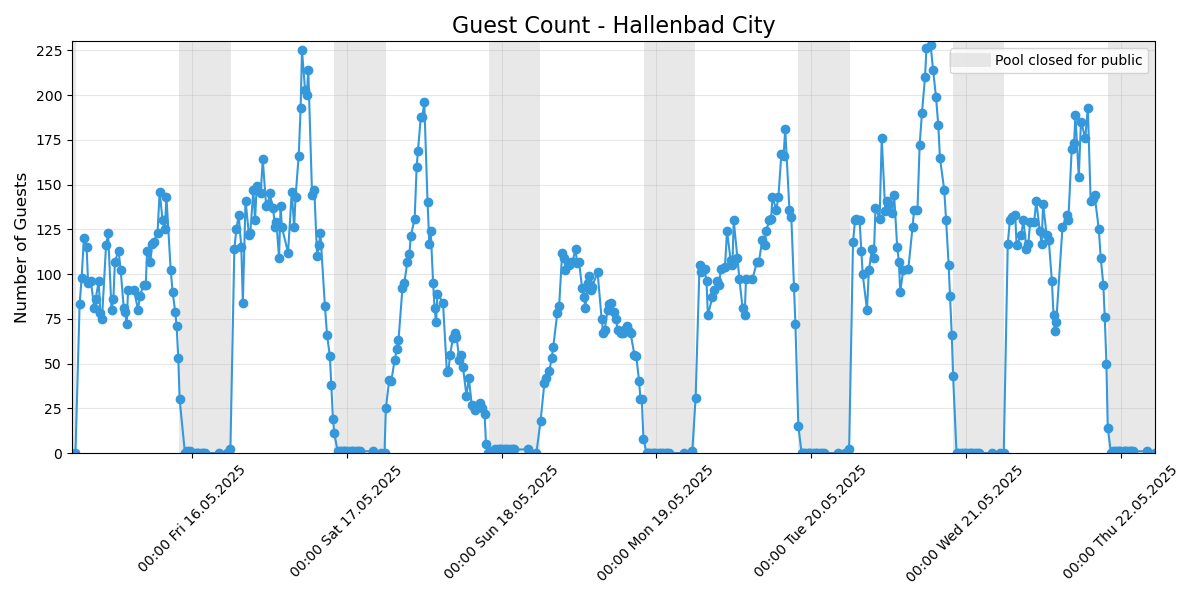 Guest Count - Hallenbad City
Pool closed for public
Number of Guests
225
200
175
150
125
100
75
50
25
0
00:00 Fri 16.05.2025
00:00 Sat 17.05.2025
00:00 Sun 18.05.2025
00:00 Mon 19.05.2025
00:00 Tue 20.05.2025
00:00 Wed 21.05.2025
00:00 Thu 22.05.2025